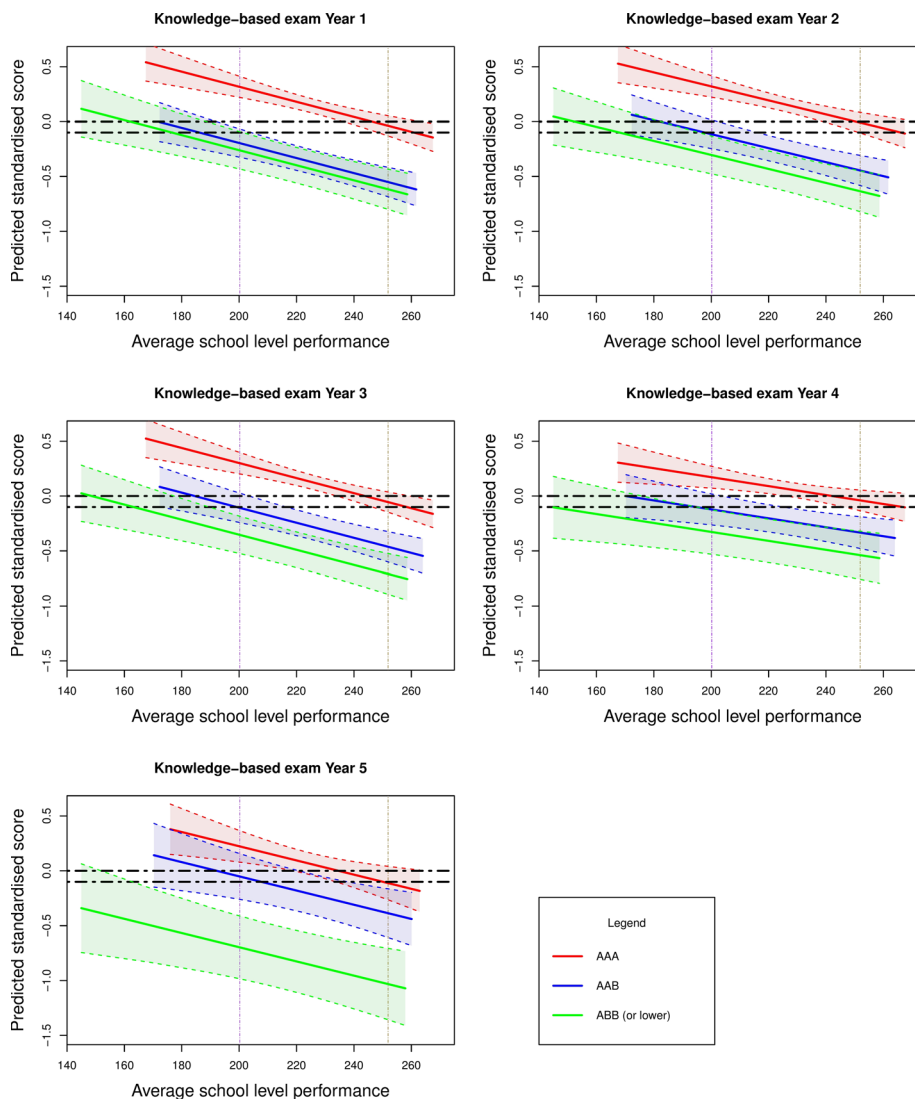 Knowledge−based exam Year 1
Predicted standardised score
0.5
0.0
−0.5
−1.0
−1.5
140 160 180 200 220 240 260
Average school level performance
Knowledge−based exam Year 2
Predicted standardised score
0.5
0.0
−0.5
−1.0
−1.5
140 160 180 200 220 240 260
Average school level performance
Knowledge−based exam Year 3
Predicted standardised score
0.5
0.0
−0.5
−1.0
−1.5
140 160 180 200 220 240 260
Average school level performance
Knowledge−based exam Year 4
Predicted standardised score
0.5
0.0
−0.5
−1.0
−1.5
140 160 180 200 220 240 260
Average school level performance
Knowledge−based exam Year 5
Predicted standardised score
0.5
0.0
−0.5
−1.0
−1.5
140 160 180 200 220 240 260
Average school level performance
Legend
AAA
AAB
ABB (or lower)